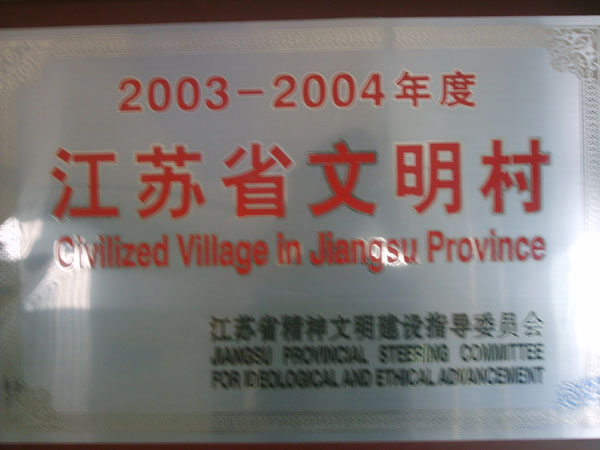 2003-2004年度
江苏省文明村
Civilized Village In Jiangsu Province
江苏省精神文明建设指导委员会
JIANGSU PROVINCIAL STEERING COMMITTEE
FOR IDEOLOGICAL AND ETHICAL ADVANCEMENT